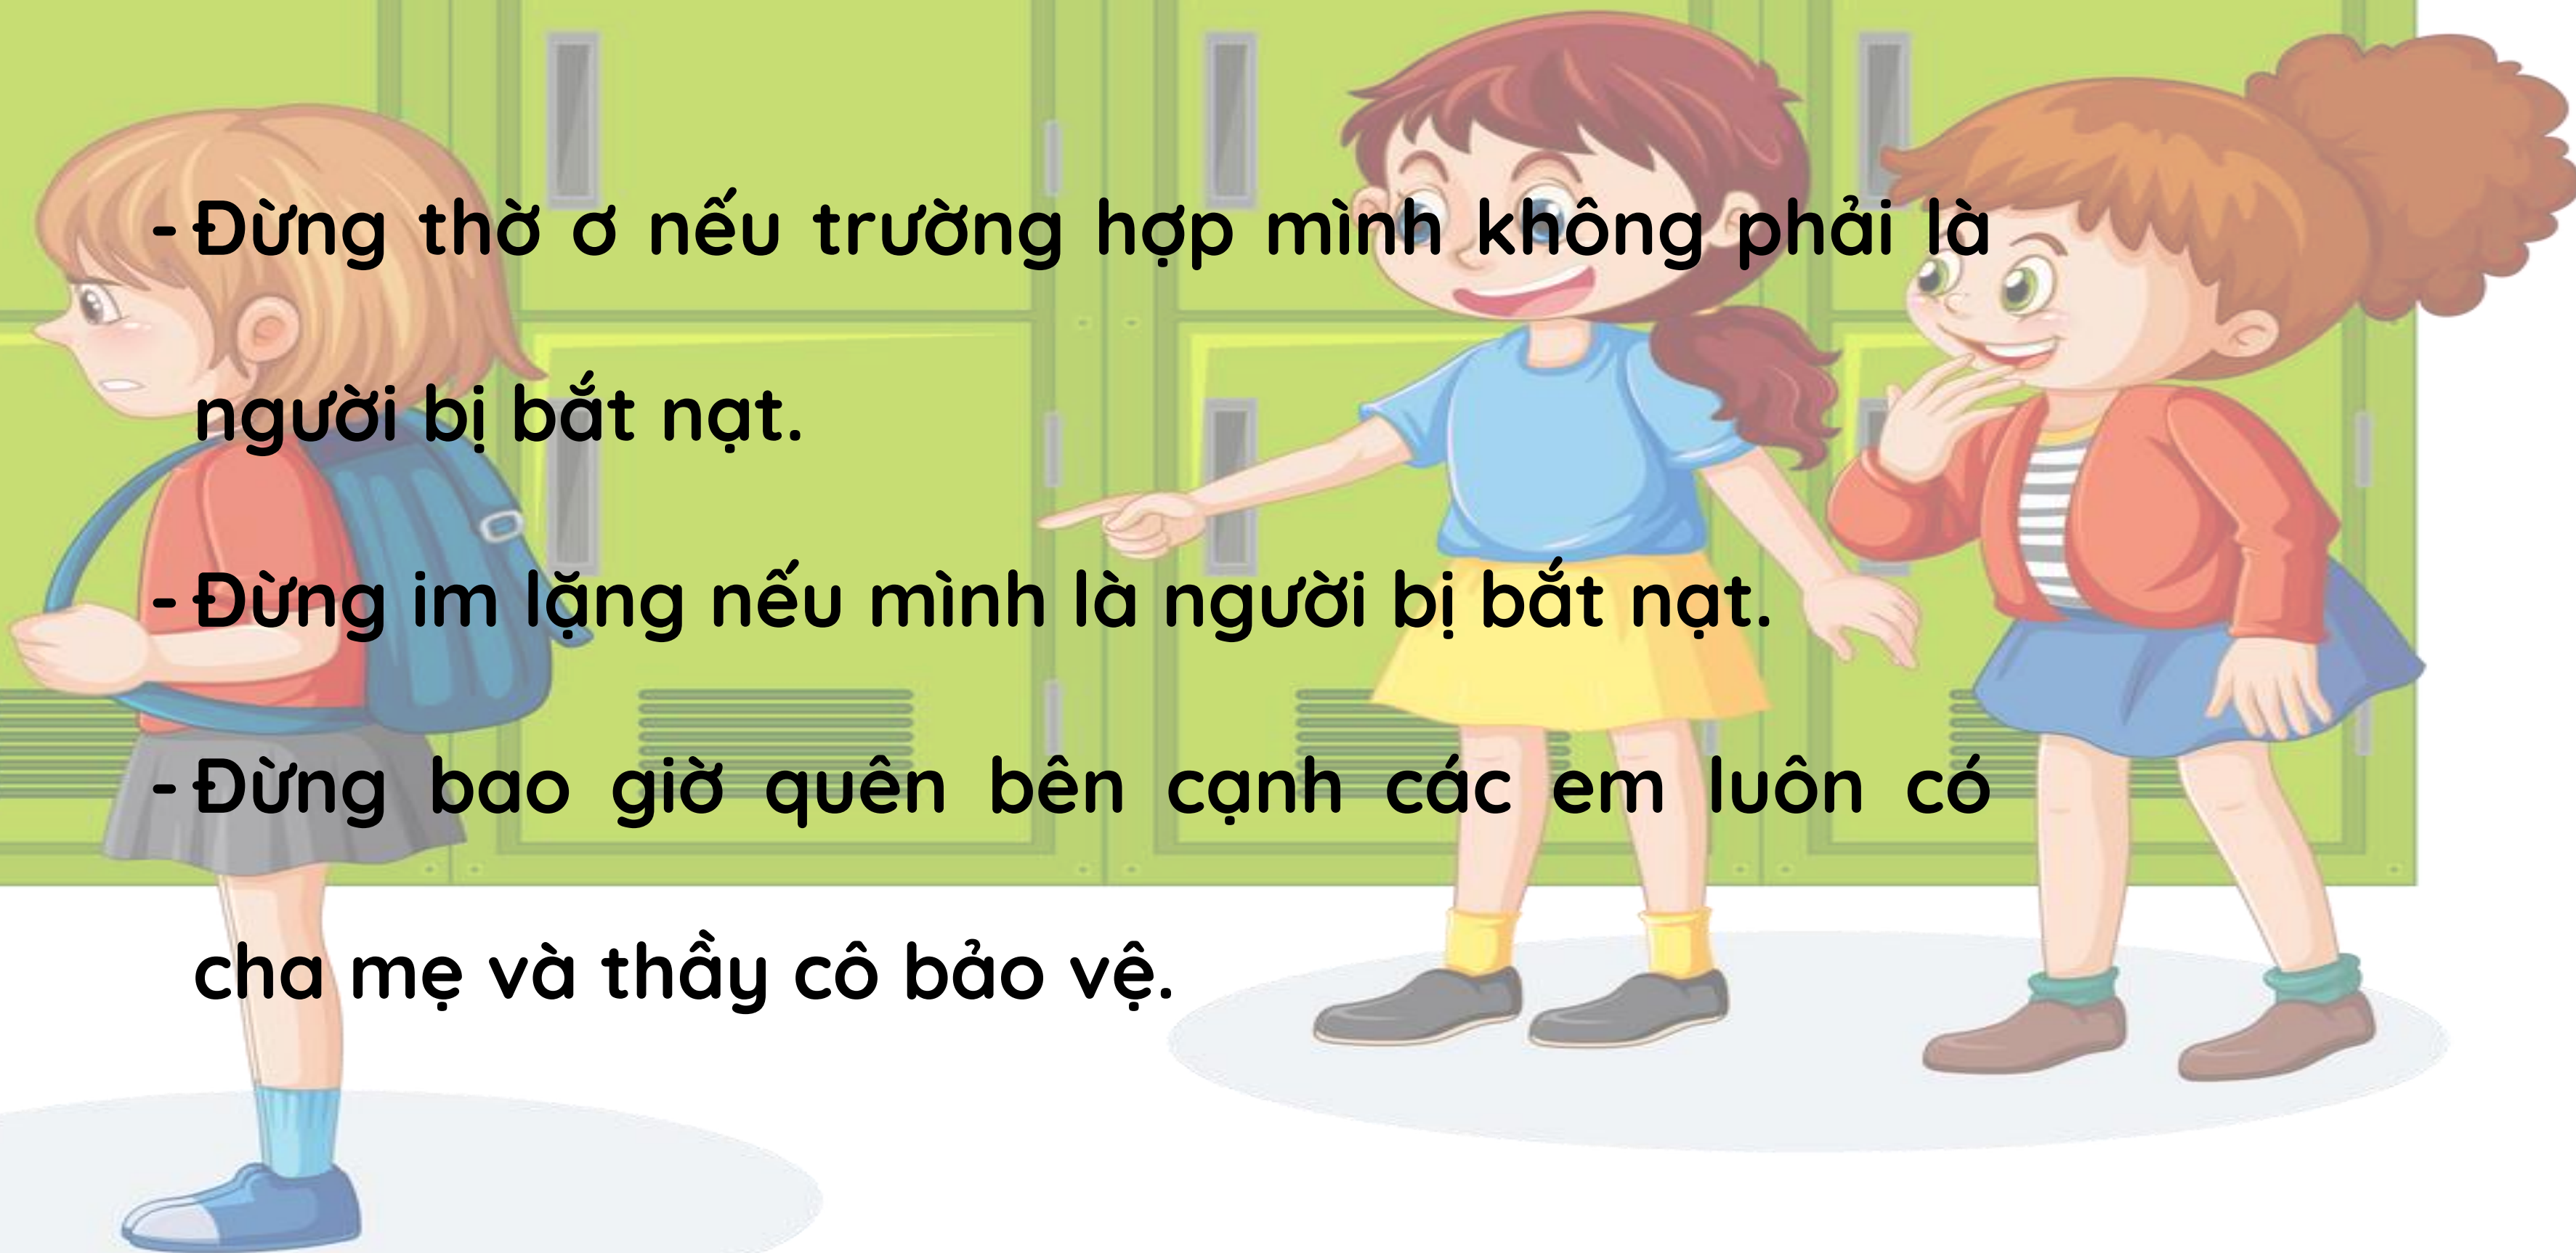 - Đừng thờ ơ nếu trường hợp mình không phải là
người bị bắt nạt.
- Đừng im lặng nếu mình là người bị bắt nạt.
- Đừng bao giờ quên bên cạnh các em luôn có
cha mẹ và thầy cô bảo vệ.